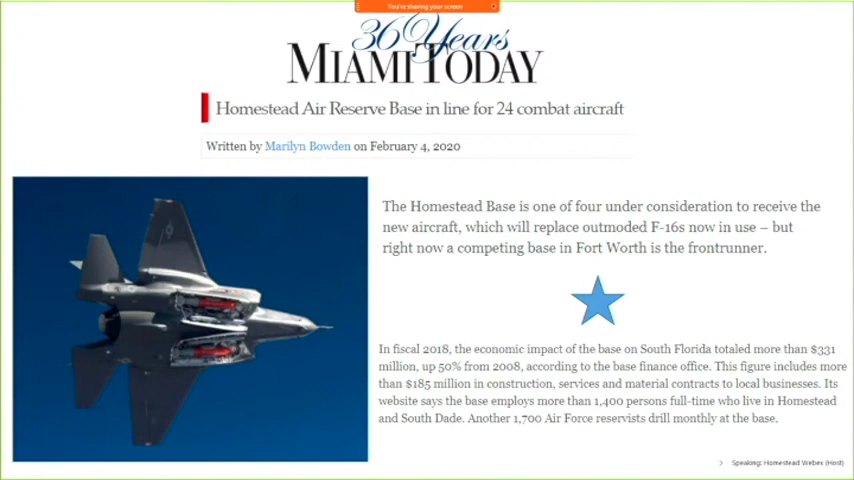 You're sharing your screen
36 Years
MIAMI TODAY
Homestead Air Reserve Base in line for 24 combat aircraft
Written by Marilyn Bowden on February 4, 2020
The Homestead Base is one of four under consideration to receive the
new aircraft, which will replace outmoded F-16s now in use – but
right now a competing base in Fort Worth is the frontrunner.
In fiscal 2018, the economic impact of the base on South Florida totaled more than $331
million, up 50% from 2008, according to the base finance office. This figure includes more
than $185 million in construction, services and material contracts to local businesses. Its
website says the base employs more than 1,400 persons full-time who live in Homestead
and South Dade. Another 1,700 Air Force reservists drill monthly at the base.
Speaking: Homestead Webex (Host)